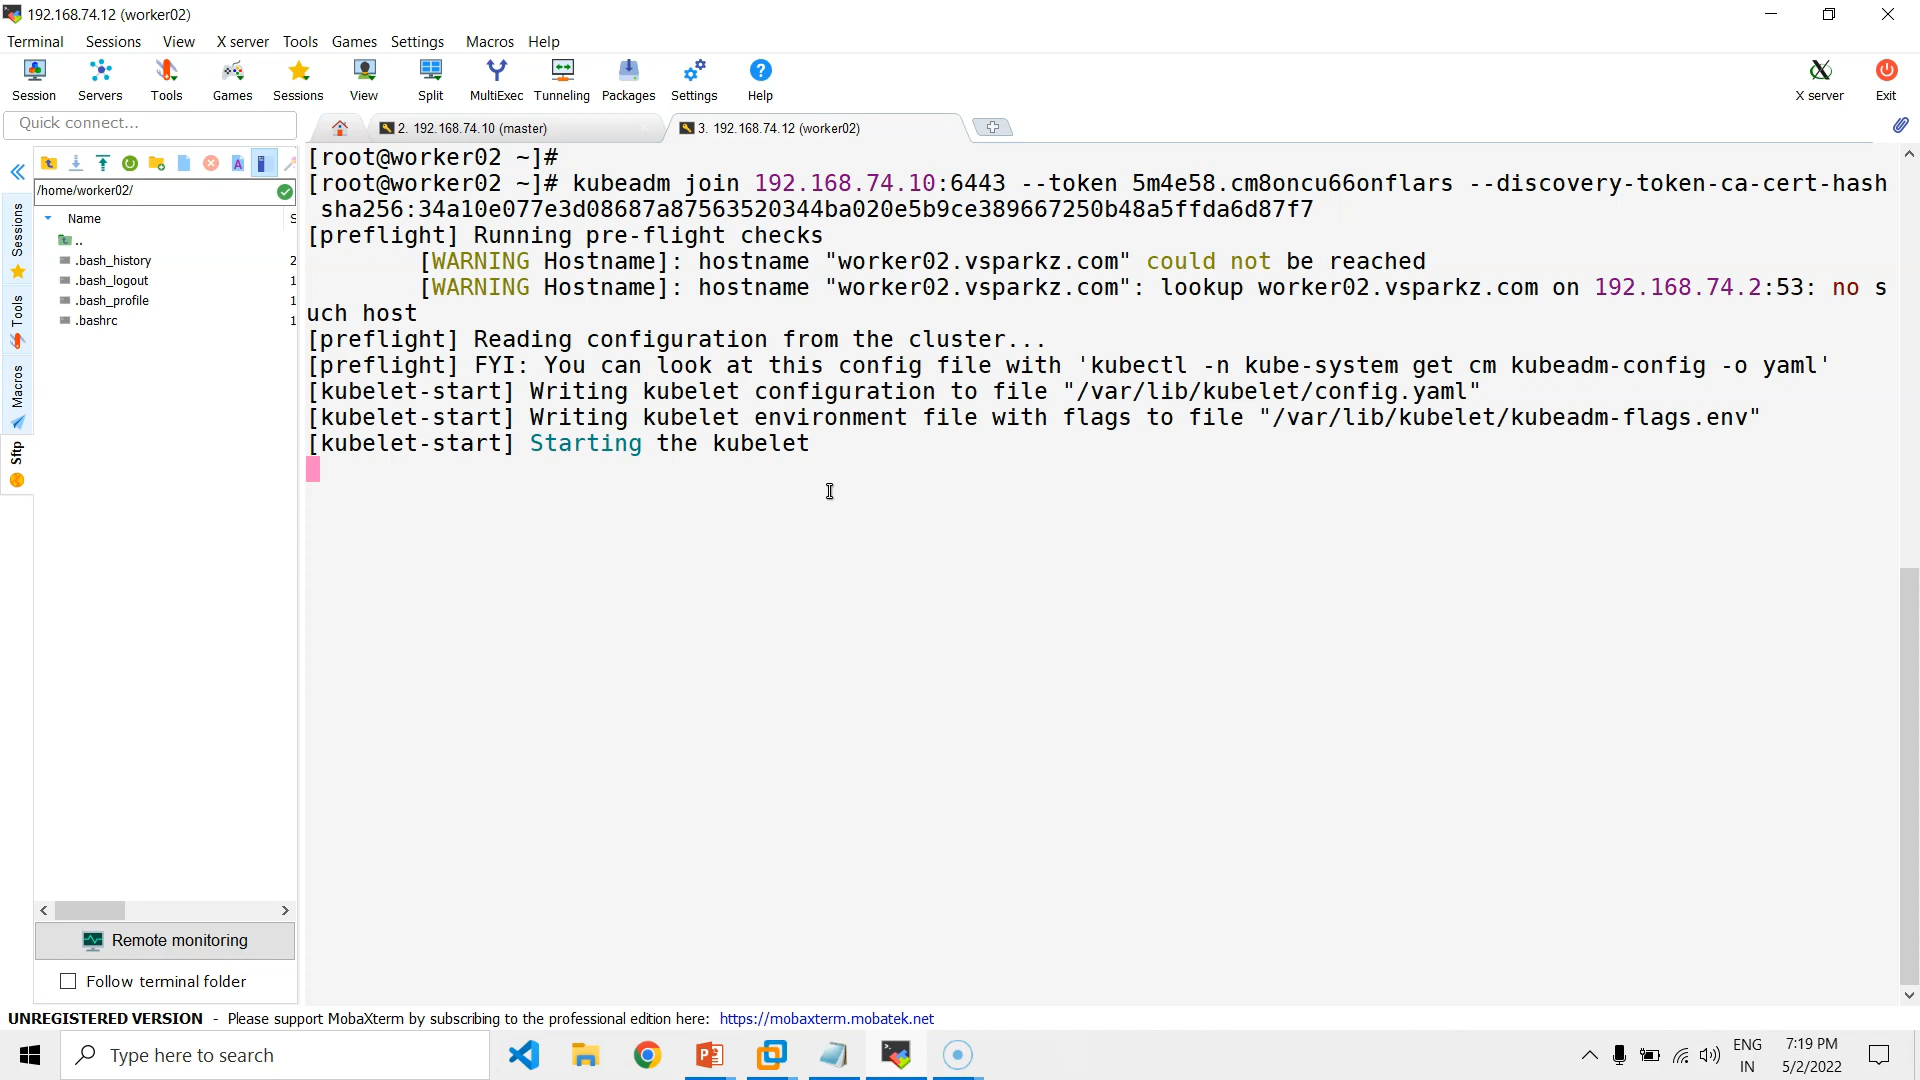 192.168.74.12 (worker02)
Terminal Sessions View X server Tools Games Settings Macros Help
Session Servers Tools Games Sessions View Split MultiExec Tunneling Packages Settings Help X server Exit
Quick connect...
2. 192.168.74.10 (master)
3. 192.168.74.12 (worker02)
/home/worker02/
Name S
..
.bash_history 2
.bash_logout 1
.bash_profile 1
.bashrc 1
Sessions
Tools
Macros
Sftp
[root@worker02 ~]#
[root@worker02 ~]# kubeadm join 192.168.74.10:6443 --token 5m4e58.cm8oncu66onflars --discovery-token-ca-cert-hash
sha256:34a10e077e3d08687a87563520344ba020e5b9ce389667250b48a5ffda6d87f7
[preflight] Running pre-flight checks
[WARNING Hostname]: hostname "worker02.vsparkz.com" could not be reached
[WARNING Hostname]: hostname "worker02.vsparkz.com": lookup worker02.vsparkz.com on 192.168.74.2:53: no s
uch host
[preflight] Reading configuration from the cluster...
[preflight] FYI: You can look at this config file with 'kubectl -n kube-system get cm kubeadm-config -o yaml'
[kubelet-start] Writing kubelet configuration to file "/var/lib/kubelet/config.yaml"
[kubelet-start] Writing kubelet environment file with flags to file "/var/lib/kubelet/kubeadm-flags.env"
[kubelet-start] Starting the kubelet
Remote monitoring
Follow terminal folder
UNREGISTERED VERSION - Please support MobaXterm by subscribing to the professional edition here: https://mobaxterm.mobatek.net
Type here to search
ENG
IN
7:19 PM
5/2/2022